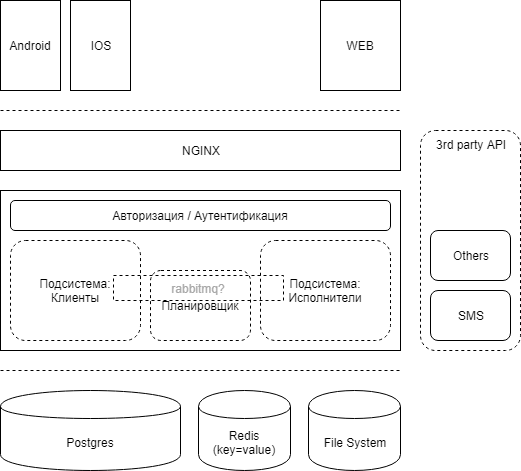 Android
IOS
WEB
NGINX
3rd party API
Авторизация / Аутентификация
Подсистема:
Клиенты
rabbitmq?
Планировщик
Подсистема:
Исполнители
Others
SMS
Postgres
Redis
(key=value)
File System